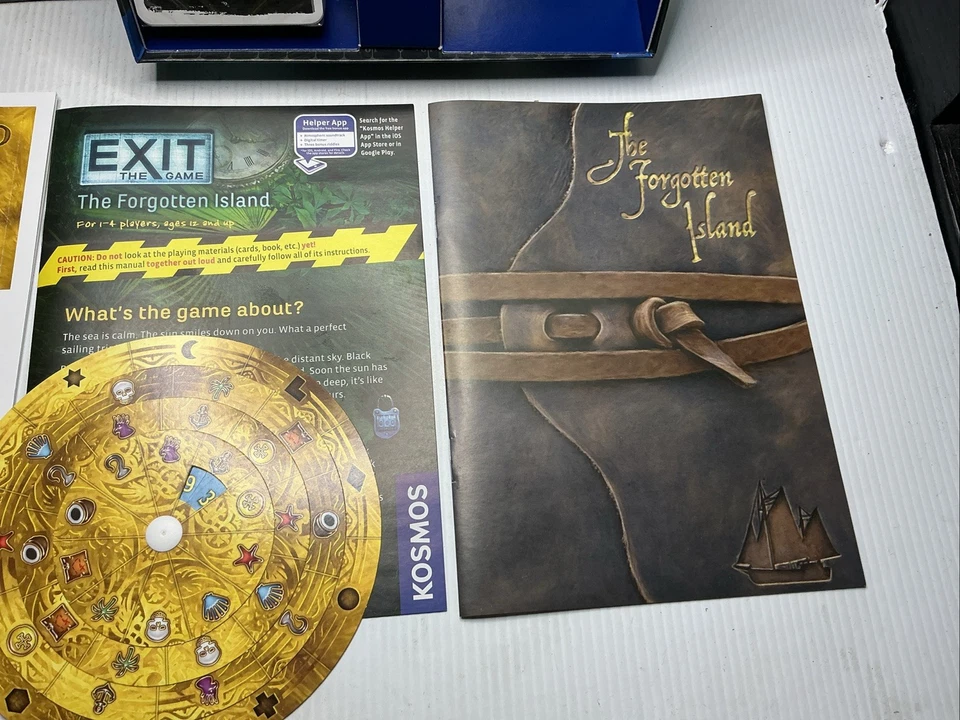 EXIT
THE GAME
The Forgotten Island
For 1-4 players, ages 12 and up
Helper App
Search for the
"Kosmos Helper
App" in the iOS
App Store or in
Google Play.
CAUTION: Do not look at the playing materials (cards, book, etc.) yet!
First, read this manual together out loud and carefully follow all of its instructions.
What's the game about?
The sea is calm. The sun smiles down on you. What a perfect
sailing
distant sky. Black
Soon the sun has
deep, it's like
KOSMOS
9 3
The
Forgotten
Island